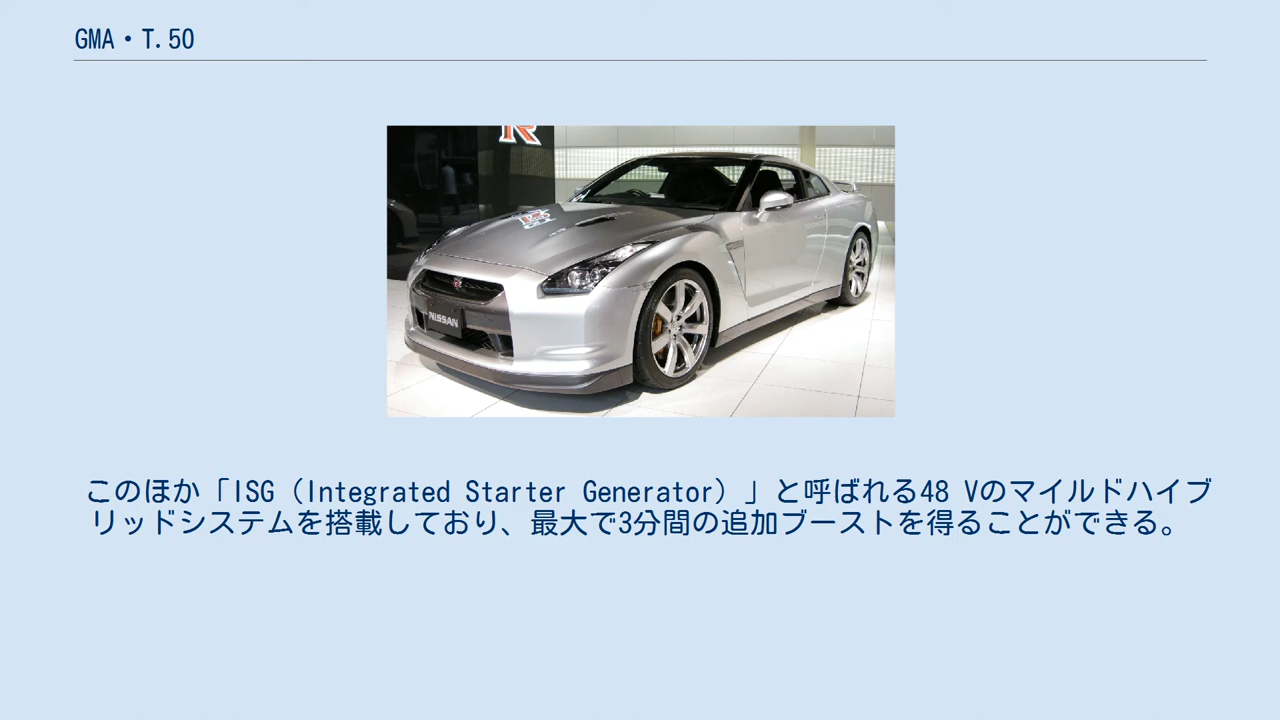 GMA・T.50
R
NISSAN
このほか「ISG（Integrated Starter Generator）」と呼ばれる48 Vのマイルドハイブ
リッドシステムを搭載しており、最大で3分間の追加ブーストを得ることができる。